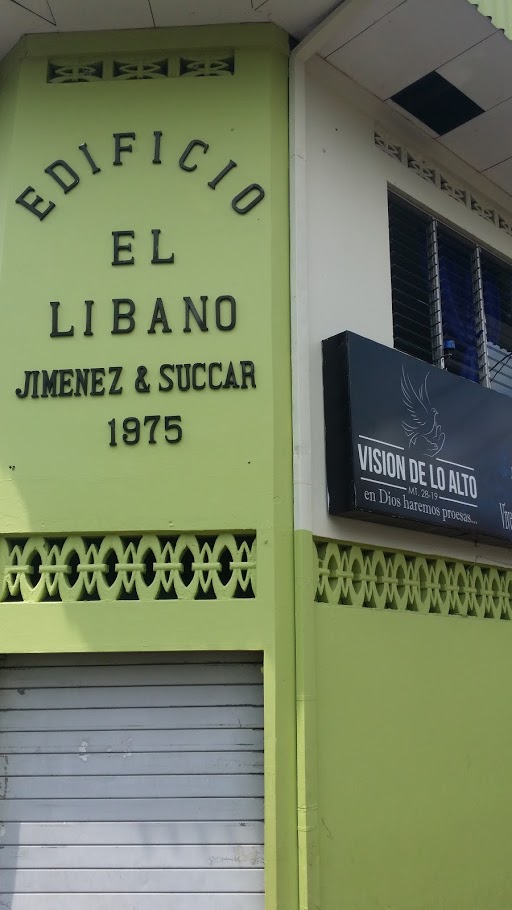 EDIFICIO
EL
LIBANO
JIMENEZ & SUCCAR
1975
VISION DE LO ALTO
MT. 28-19
en Dios haremos proesas...